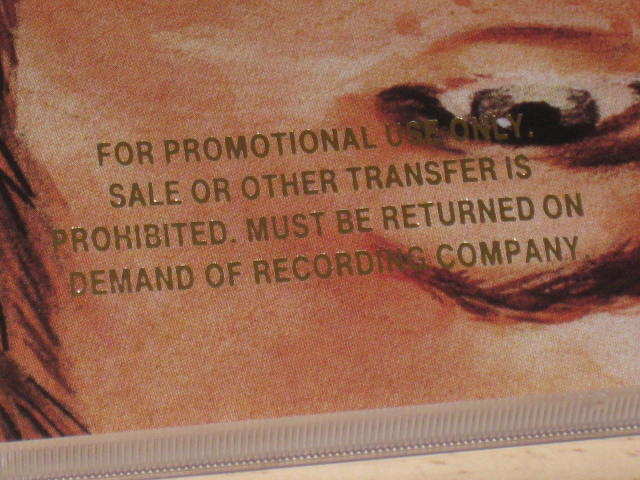 FOR PROMOTIONAL USE ONLY.
SALE OR OTHER TRANSFER IS
PROHIBITED. MUST BE RETURNED ON
DEMAND OF RECORDING COMPANY